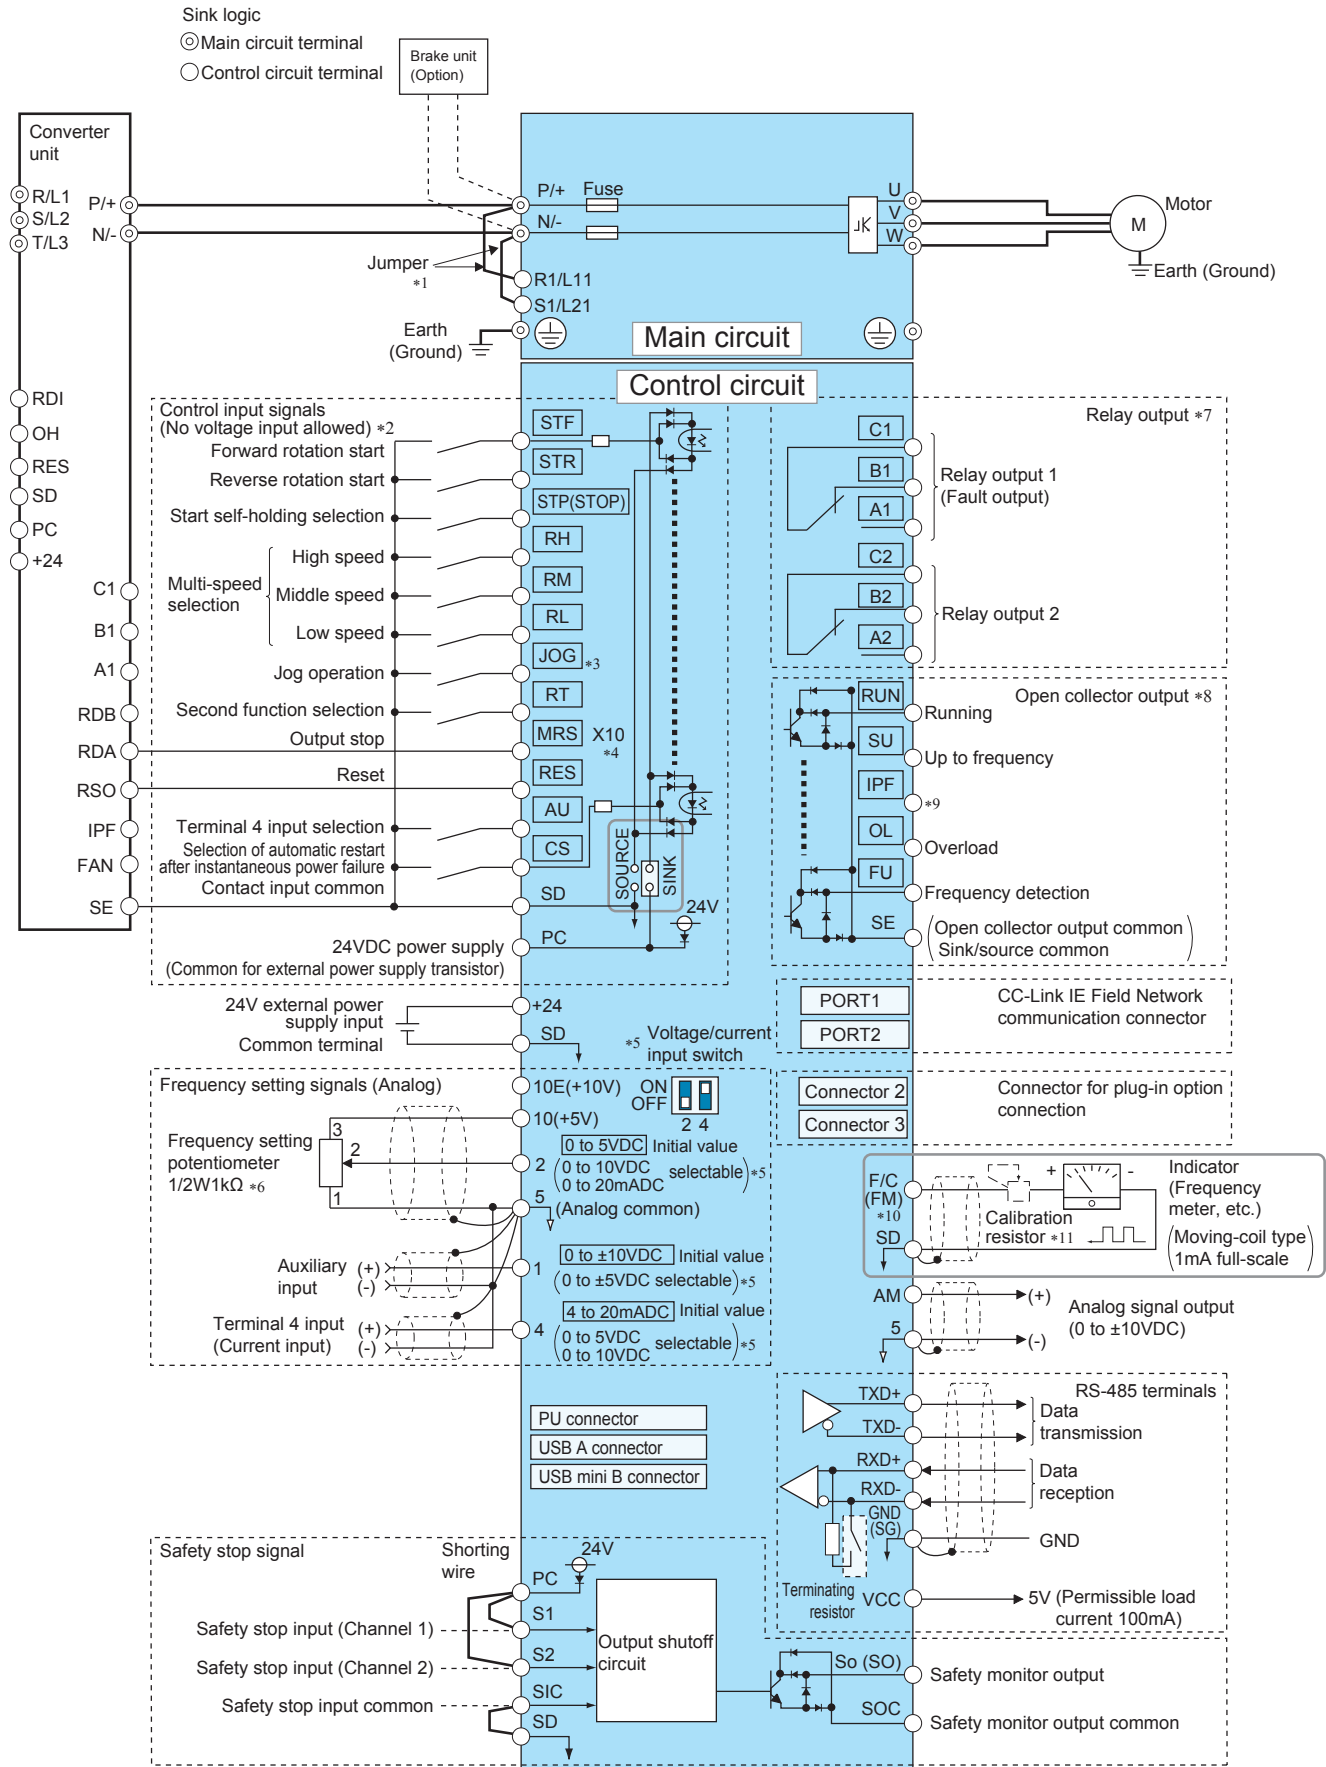 Sink logic
Main circuit terminal
Control circuit terminal
Brake unit
(Option)
Converter
unit
R/L1
S/L2
T/L3
P/+
N/-
P/+
Fuse
N/-
U
V
W
Motor
M
Earth (Ground)
Jumper
*1
R1/L11
S1/L21
Earth
(Ground)
Main circuit
Control circuit
RDI
OH
RES
SD
PC
+24
C1
B1
A1
RDB
RDA
RSO
IPF
FAN
SE
Control input signals
(No voltage input allowed) *2
Forward rotation start
Reverse rotation start
Start self-holding selection
Multi-speed
selection
High speed
Middle speed
Low speed
Jog operation
Second function selection
Output stop
Reset
Terminal 4 input selection
Selection of automatic restart
after instantaneous power failure
Contact input common
24VDC power supply
(Common for external power supply transistor)
STF
STR
STP(STOP)
RH
RM
RL
JOG *3
RT
MRS X10
*4
RES
AU
CS
SD
PC
SOURCE
SINK
24V
Relay output *7
C1
B1
A1
Relay output 1
(Fault output)
C2
B2
A2
Relay output 2
Open collector output *8
RUN
Running
SU
Up to frequency
IPF
*9
OL
Overload
FU
Frequency detection
SE
Open collector output common
Sink/source common
24V external power
supply input
Common terminal
+24
SD
*5 Voltage/current
input switch
PORT1
PORT2
CC-Link IE Field Network
communication connector
Connector 2
Connector 3
Connector for plug-in option
connection
Frequency setting signals (Analog)
10E(+10V)
ON
OFF
2 4
10(+5V)
Frequency setting
potentiometer
1/2W1kΩ *6
3
2
1
0 to 5VDC Initial value
2
0 to 10VDC
0 to 20mADC
selectable *5
5
(Analog common)
Auxiliary
input
(+)
(-)
1
0 to ±10VDC Initial value
0 to ±5VDC selectable *5
Terminal 4 input
(Current input)
(+)
(-)
4
4 to 20mADC Initial value
0 to 5VDC
0 to 10VDC
selectable *5
F/C
(FM)
*10
SD
+
-
Calibration
resistor *11
Indicator
(Frequency
meter, etc.)
Moving-coil type
1mA full-scale
AM
5
(+)
(-)
Analog signal output
(0 to ±10VDC)
RS-485 terminals
TXD+
TXD-
Data
transmission
RXD+
RXD-
Data
reception
GND
(SG)
GND
Terminating
resistor
VCC
5V (Permissible load
current 100mA)
PU connector
USB A connector
USB mini B connector
Safety stop signal
Shorting
wire
24V
PC
S1
Safety stop input (Channel 1)
S2
Safety stop input (Channel 2)
SIC
Safety stop input common
SD
Output shutoff
circuit
So (SO)
Safety monitor output
SOC
Safety monitor output common